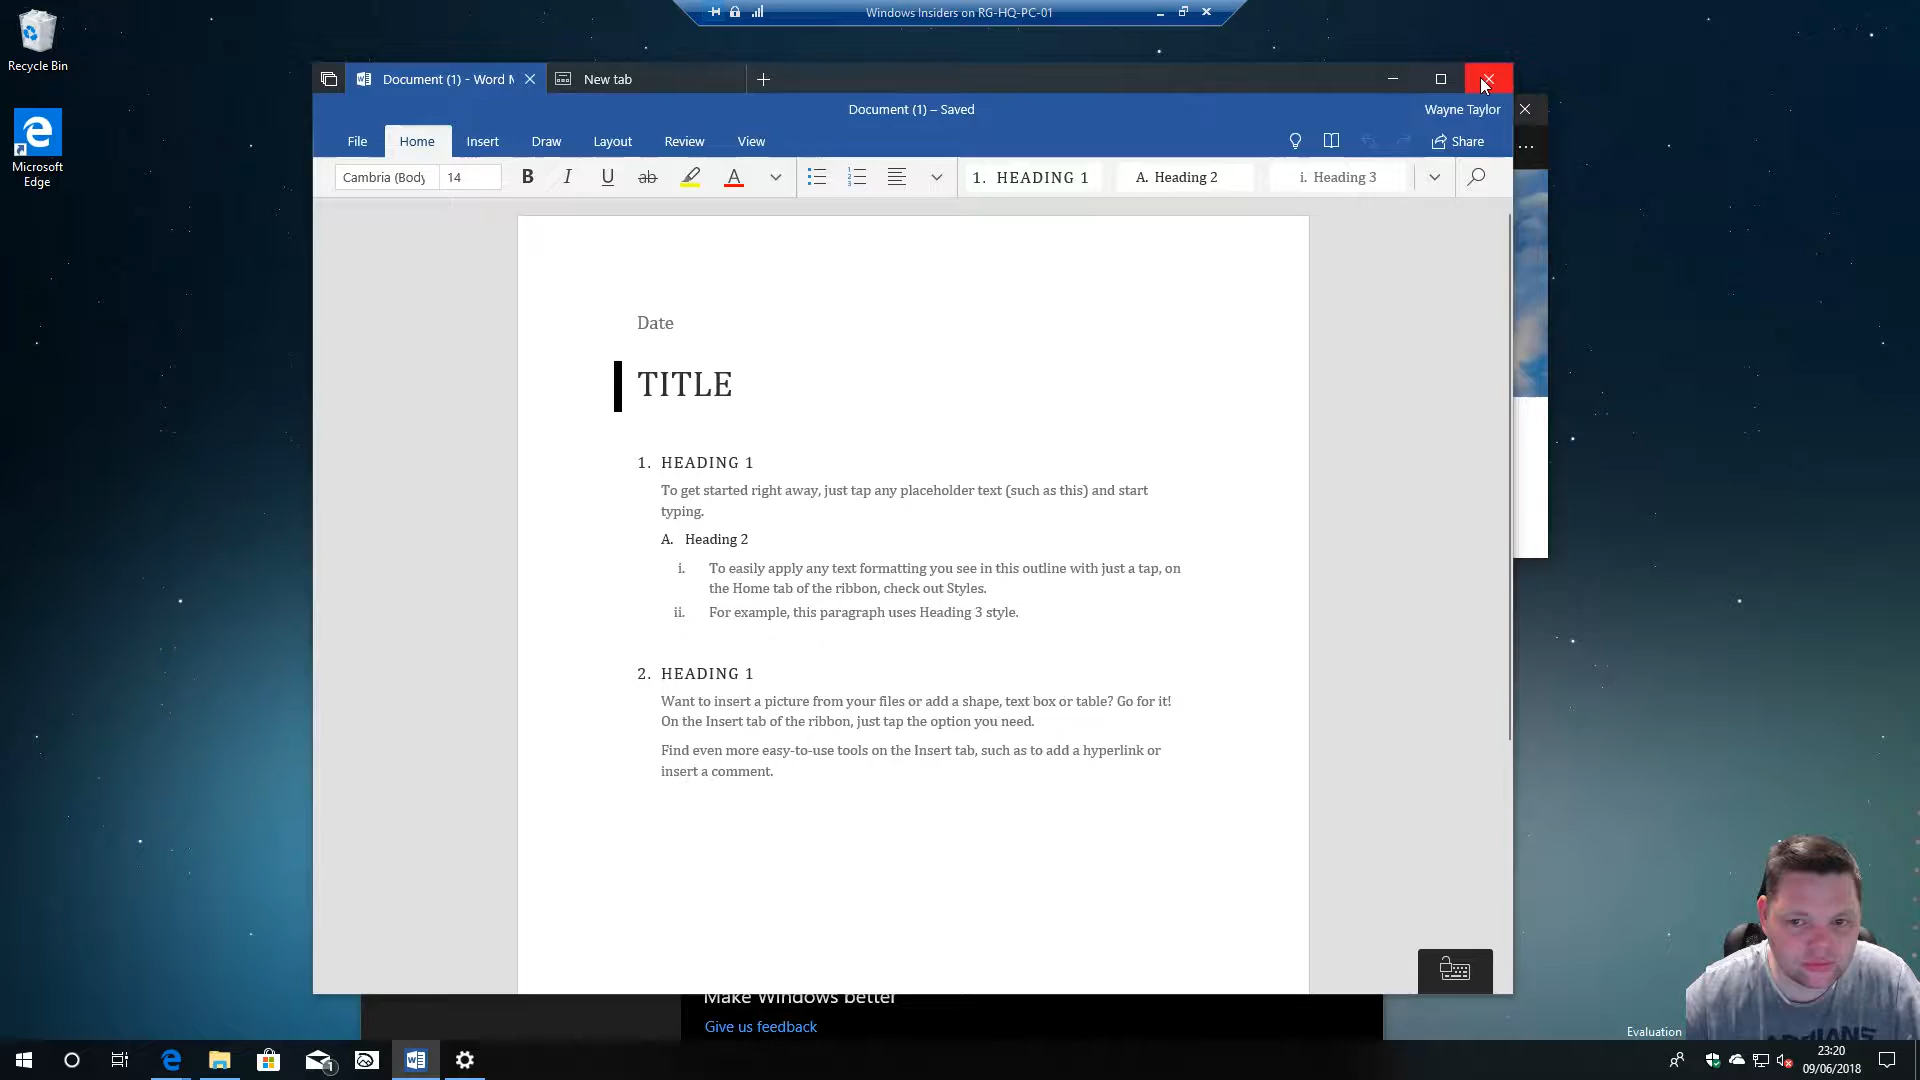 Windows Insiders on RG-HQ-PC-01
Recycle Bin
Microsoft
Edge
Document (1) - Word M
New tab
Document (1) – Saved
Wayne Taylor
File Home Insert Draw Layout Review View
Share
Cambria (Body
14
B I U ab A
1. HEADING 1
A. Heading 2
i. Heading 3
Date
TITLE
1. HEADING 1
To get started right away, just tap any placeholder text (such as this) and start
typing.
A. Heading 2
i. To easily apply any text formatting you see in this outline with just a tap, on
the Home tab of the ribbon, check out Styles.
ii. For example, this paragraph uses Heading 3 style.
2. HEADING 1
Want to insert a picture from your files or add a shape, text box or table? Go for it!
On the Insert tab of the ribbon, just tap the option you need.
Find even more easy-to-use tools on the Insert tab, such as to add a hyperlink or
insert a comment.
Make Windows better
Give us feedback
Evaluation
1
23:20
09/06/2018